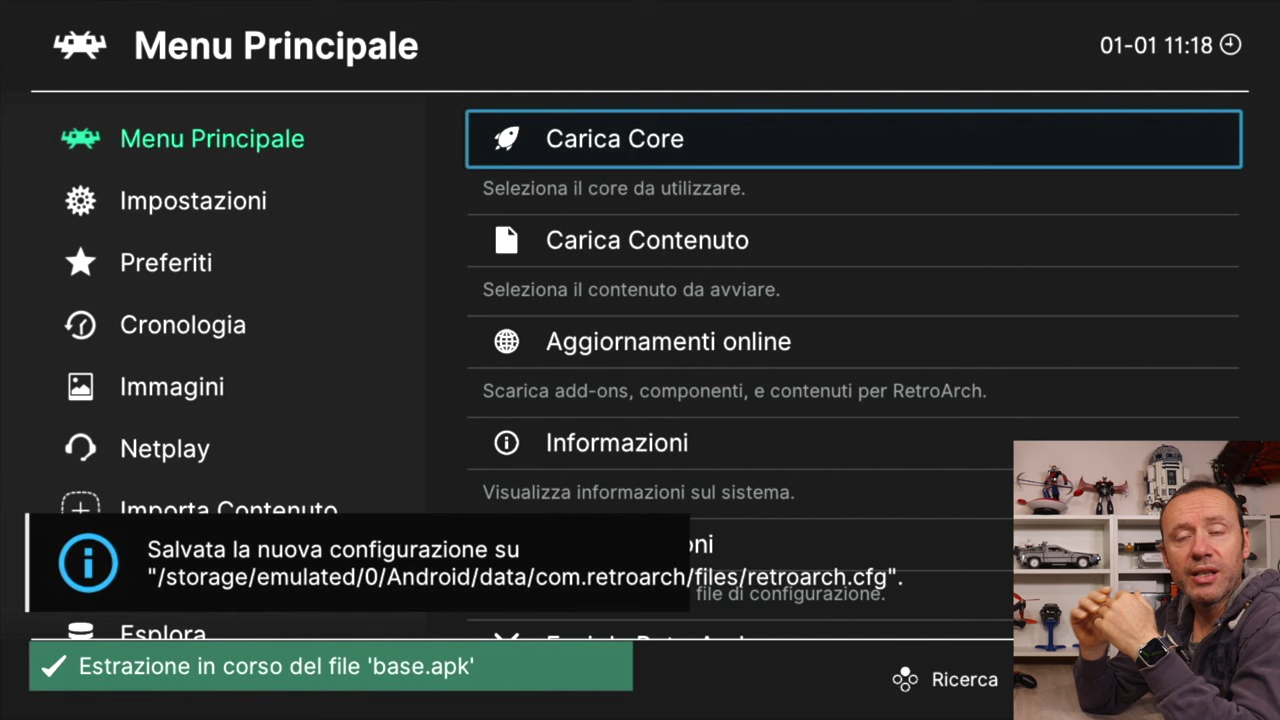 Menu Principale
01-01 11:18
Menu Principale
Impostazioni
Preferiti
Cronologia
Immagini
Netplay
Importa Contenuto
Esplora
Carica Core
Seleziona il core da utilizzare.
Carica Contenuto
Seleziona il contenuto da avviare.
Aggiornamenti online
Scarica add-ons, componenti, e contenuti per RetroArch.
Informazioni
Visualizza informazioni sul sistema.
oni
file di configurazione.
Salvata la nuova configurazione su
"/storage/emulated/0/Android/data/com.retroarch/files/retroarch.cfg".
Estrazione in corso del file 'base.apk'
Ricerca